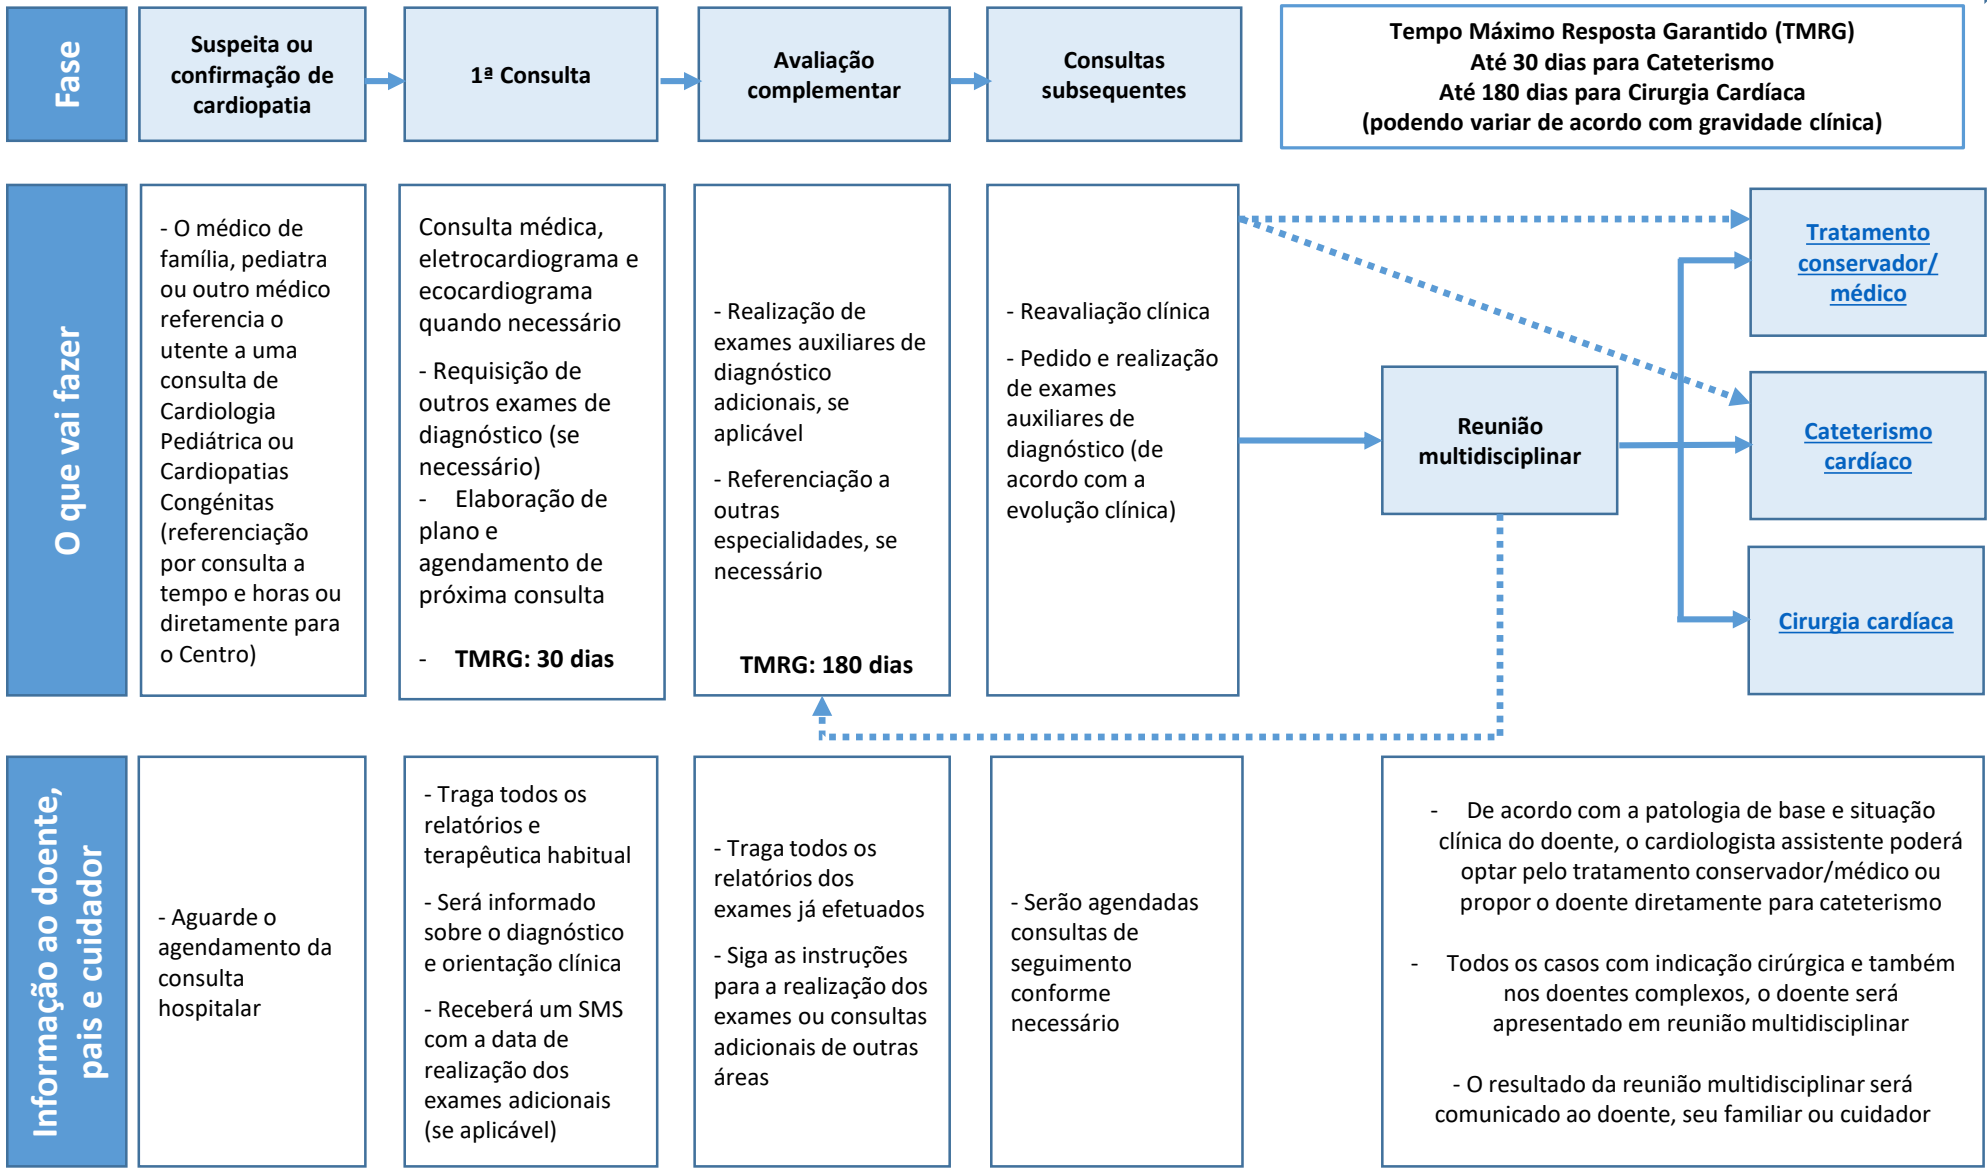 Fase
Suspeita ou
confirmação de
cardiopatia
1ª Consulta
Avaliação
complementar
Consultas
subsequentes
Tempo Máximo Resposta Garantido (TMRG)
Até 30 dias para Cateterismo
Até 180 dias para Cirurgia Cardíaca
(podendo variar de acordo com gravidade clínica)
O que vai fazer
- O médico de
família, pediatra
ou outro médico
referencia o
utente a uma
consulta de
Cardiologia
Pediátrica ou
Cardiopatias
Congénitas
(referenciação
por consulta a
tempo e horas ou
diretamente para
o Centro)
Consulta médica,
eletrocardiograma e
ecocardiograma
quando necessário
- Requisição de
outros exames de
diagnóstico (se
necessário)
- Elaboração de
plano e
agendamento de
próxima consulta
- TMRG: 30 dias
- Realização de
exames auxiliares de
diagnóstico
adicionais, se
aplicável
- Referenciação a
outras
especialidades, se
necessário
TMRG: 180 dias
- Reavaliação clínica
- Pedido e realização
de exames
auxiliares de
diagnóstico (de
acordo com a
evolução clínica)
Reunião
multidisciplinar
Tratamento
conservador/
médico
Cateterismo
cardíaco
Cirurgia cardíaca
Informação ao doente,
pais e cuidador
- Aguarde o
agendamento da
consulta
hospitalar
- Traga todos os
relatórios e
terapêutica habitual
- Será informado
sobre o diagnóstico
e orientação clínica
- Receberá um SMS
com a data de
realização dos
exames adicionais
(se aplicável)
- Traga todos os
relatórios dos
exames já efetuados
- Siga as instruções
para a realização dos
exames ou consultas
adicionais de outras
áreas
- Serão agendadas
consultas de
seguimento
conforme
necessário
- De acordo com a patologia de base e situação
clínica do doente, o cardiologista assistente poderá
optar pelo tratamento conservador/médico ou
propor o doente diretamente para cateterismo
- Todos os casos com indicação cirúrgica e também
nos doentes complexos, o doente será
apresentado em reunião multidisciplinar
- O resultado da reunião multidisciplinar será
comunicado ao doente, seu familiar ou cuidador